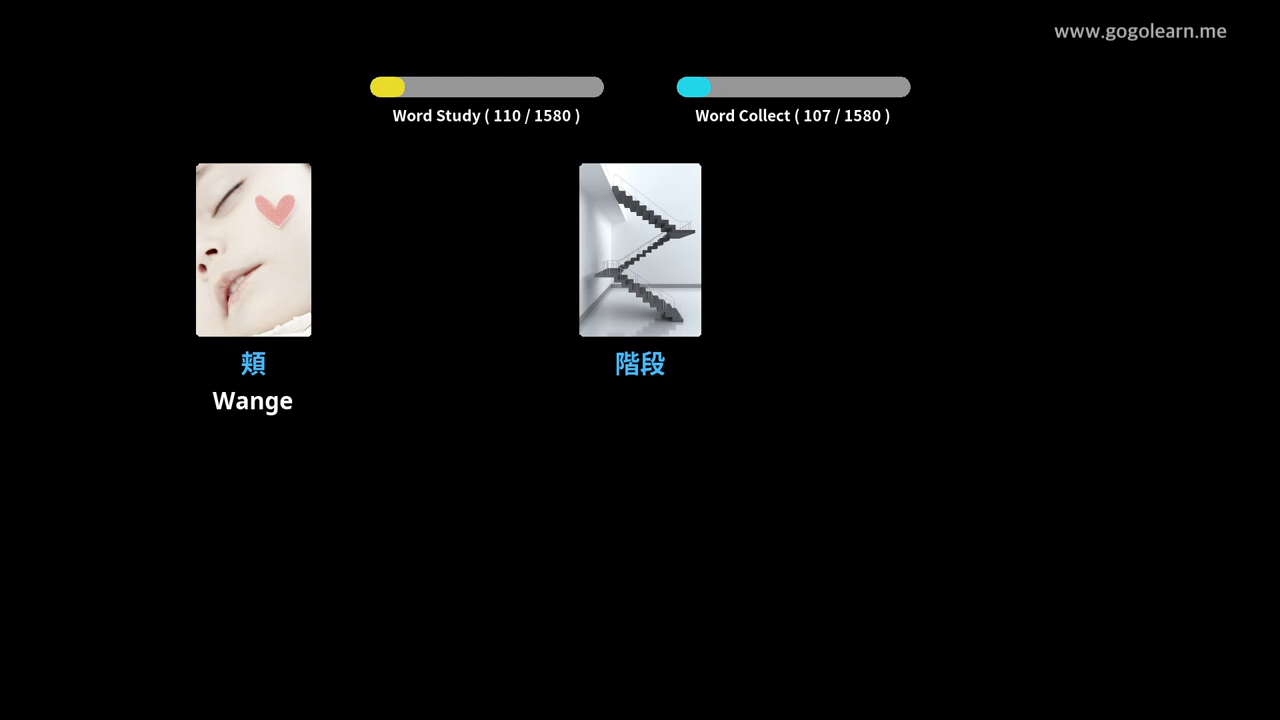 www.gogolearn.me
Word Study ( 110 / 1580 )
Word Collect ( 107 / 1580 )
頬
Wange
階段